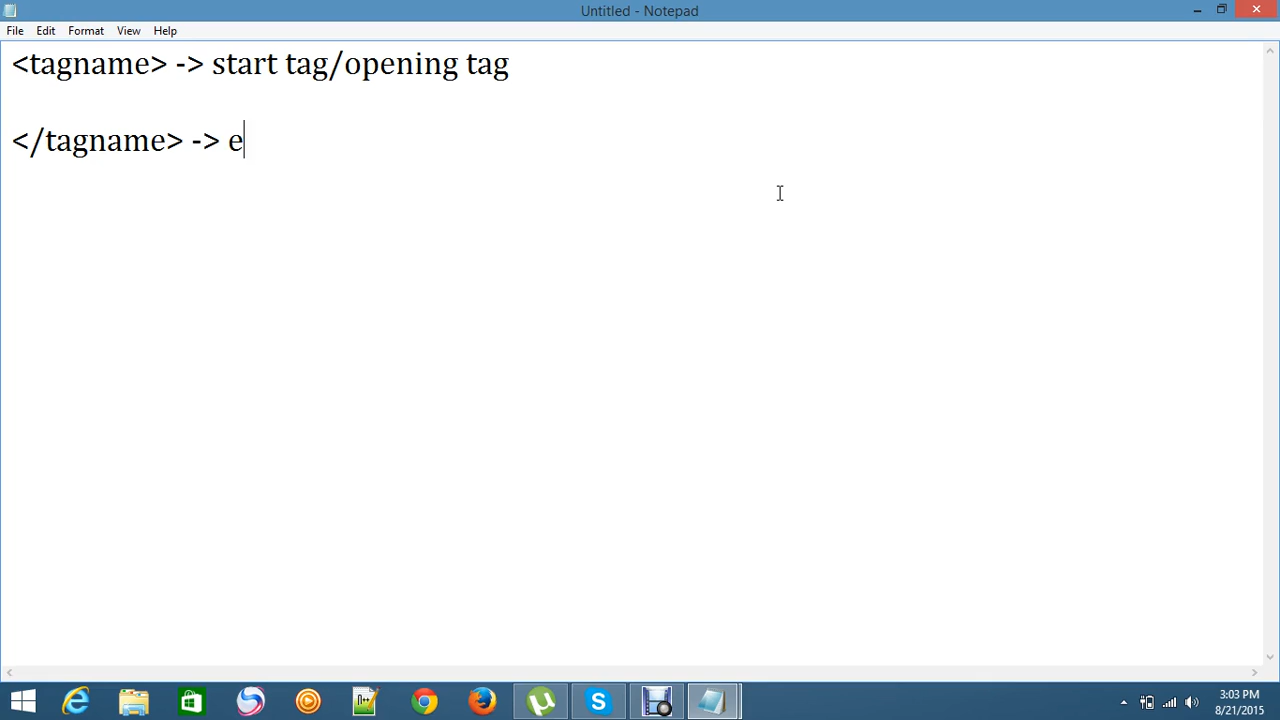 Untitled - Notepad
File Edit Format View Help
<tagname> -> start tag/opening tag
</tagname> -> e
N++
S
3:03 PM
8/21/2015